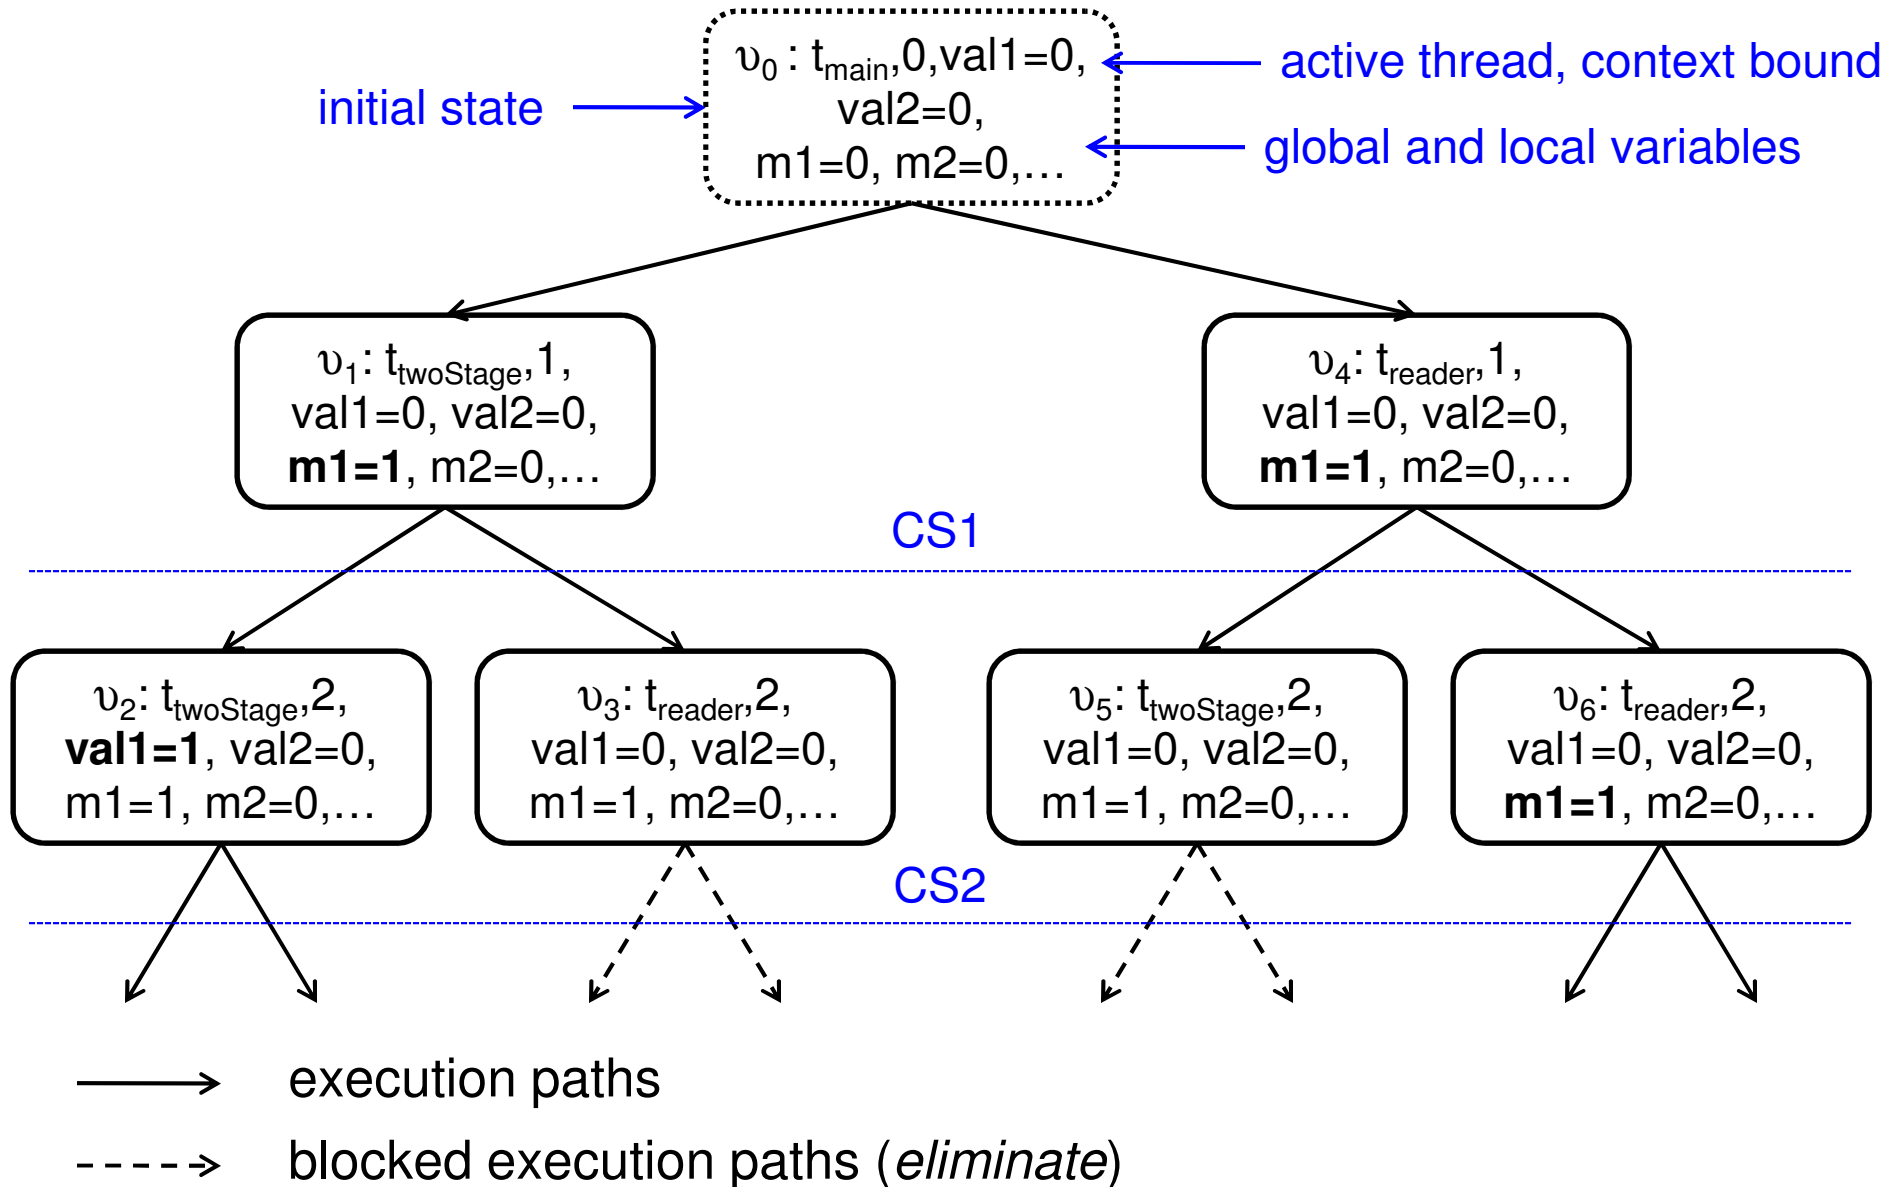 υ0 : tmain,0,val1=0,
val2=0,
m1=0, m2=0,…
initial state
active thread, context bound
global and local variables
υ1: ttwoStage,1,
val1=0, val2=0,
m1=1, m2=0,…
υ4: treader,1,
val1=0, val2=0,
m1=1, m2=0,…
CS1
υ2: ttwoStage,2,
val1=1, val2=0,
m1=1, m2=0,…
υ3: treader,2,
val1=0, val2=0,
m1=1, m2=0,…
υ5: ttwoStage,2,
val1=0, val2=0,
m1=1, m2=0,…
υ6: treader,2,
val1=0, val2=0,
m1=1, m2=0,…
CS2
execution paths
blocked execution paths (eliminate)